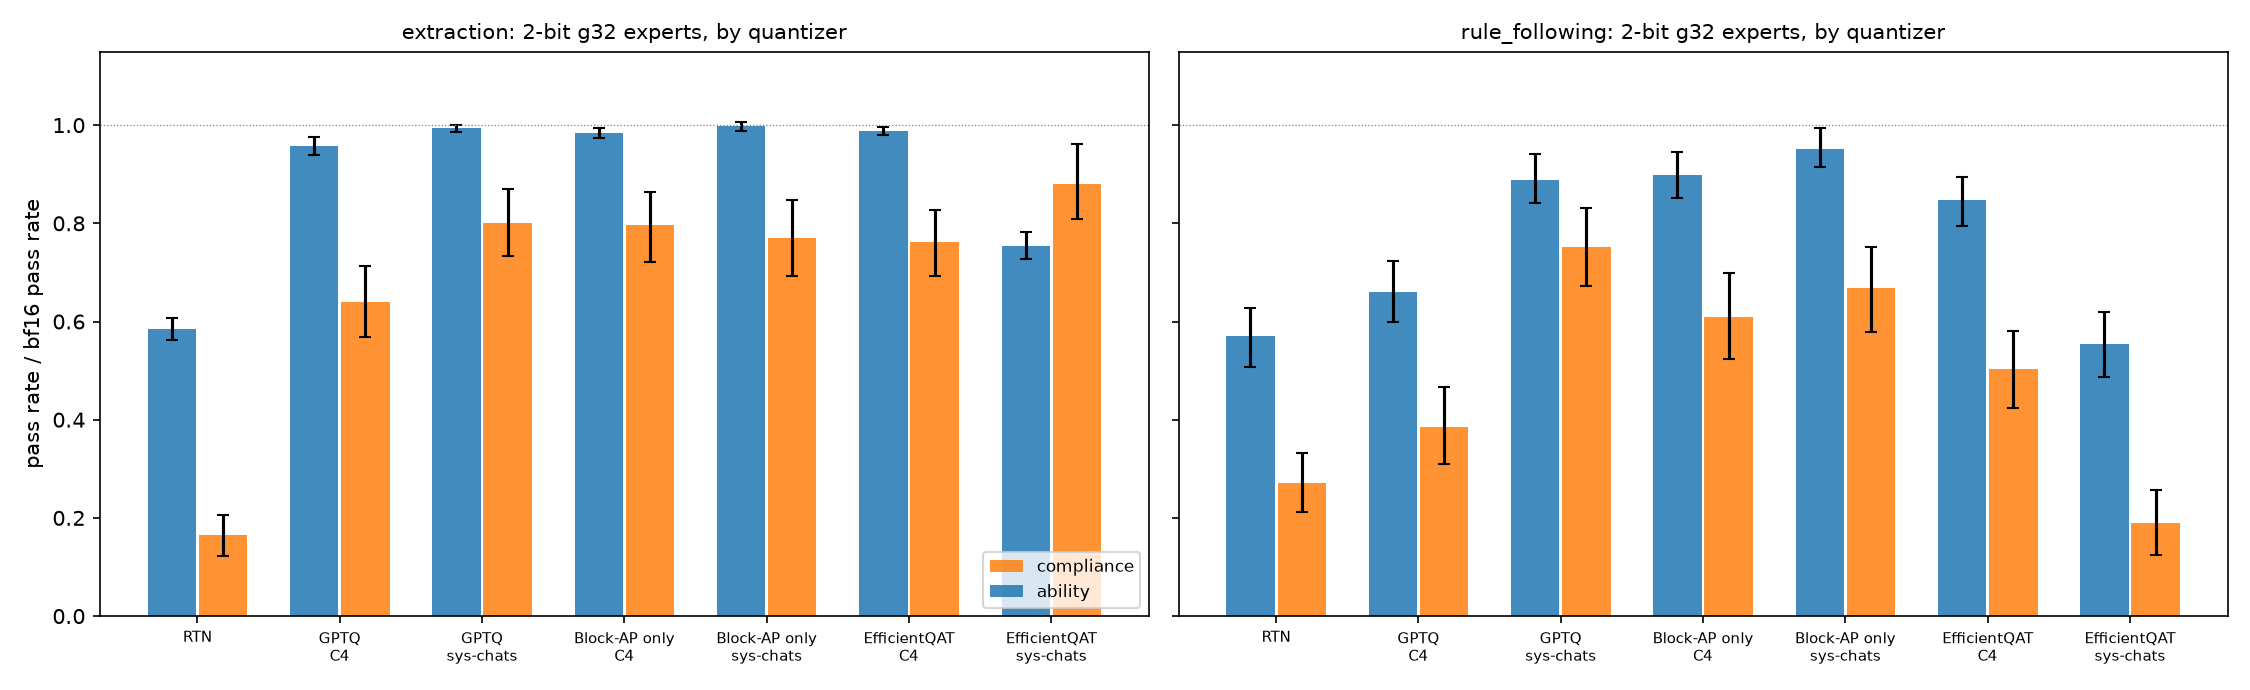 extraction: 2-bit g32 experts, by quantizer
pass rate / bf16 pass rate
1.0
0.8
0.6
0.4
0.2
0.0
compliance
ability
RTN
GPTQ
C4
GPTQ
sys-chats
Block-AP only
C4
Block-AP only
sys-chats
EfficientQAT
C4
EfficientQAT
sys-chats
rule_following: 2-bit g32 experts, by quantizer
RTN
GPTQ
C4
GPTQ
sys-chats
Block-AP only
C4
Block-AP only
sys-chats
EfficientQAT
C4
EfficientQAT
sys-chats